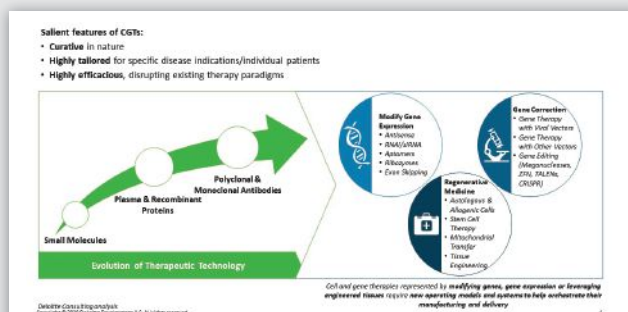 Salient features of CGTs:
• Curative in nature
• Highly tailored for specific disease indications/individual patients
• Highly efficacious, disrupting existing therapy paradigms
Small Molecules
Plasma & Recombinant
Proteins
Polyclonal &
Monoclonal Antibodies
Evolution of Therapeutic Technology
Modify Gene
Expression
• Antisense
• RNAi/siRNA
• Aptamers
• Ribozymes
• Exon Skipping
Gene Correction
• Gene Therapy
with Viral Vectors
• Gene Therapy
with Other Vectors
• Gene Editing
(Meganucleases,
ZFN, TALENs,
CRISPR)
Regenerative
Medicine
• Autologous &
Allogenic Cells
• Stem Cell
Therapy
• Mitochondrial
Transfer
• Tissue
Engineering
Cell and gene therapies represented by modifying genes, gene expression or leveraging
engineered tissues require new operating models and systems to help orchestrate their
manufacturing and delivery
Deloitte Consulting analysis